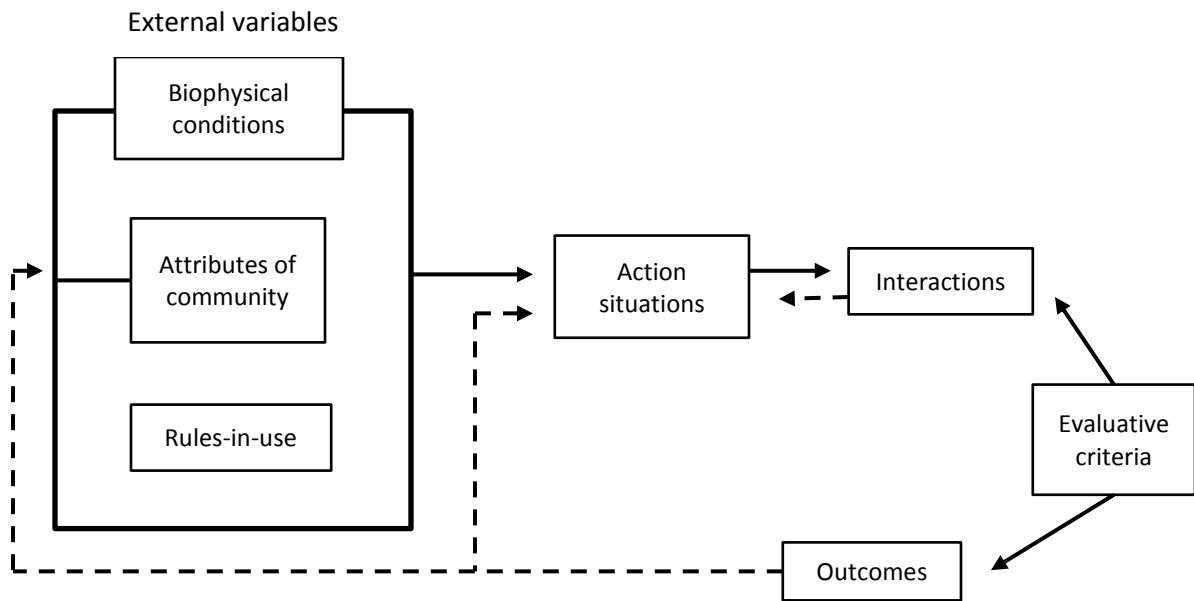 External variables
Biophysical
conditions
Attributes of
community
Rules-in-use
Action
situations
Interactions
Evaluative
criteria
Outcomes